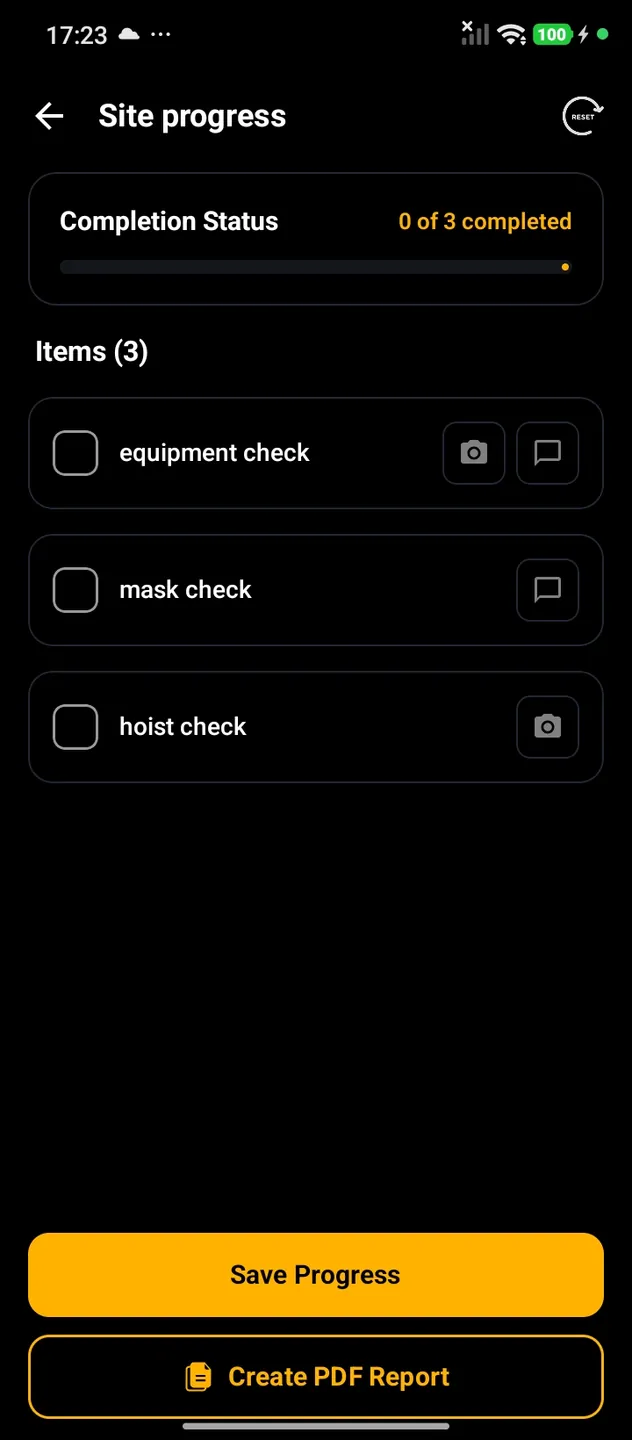 17:23
100
Site progress
RESET
Completion Status
0 of 3 completed
Items (3)
equipment check
mask check
hoist check
Save Progress
Create PDF Report